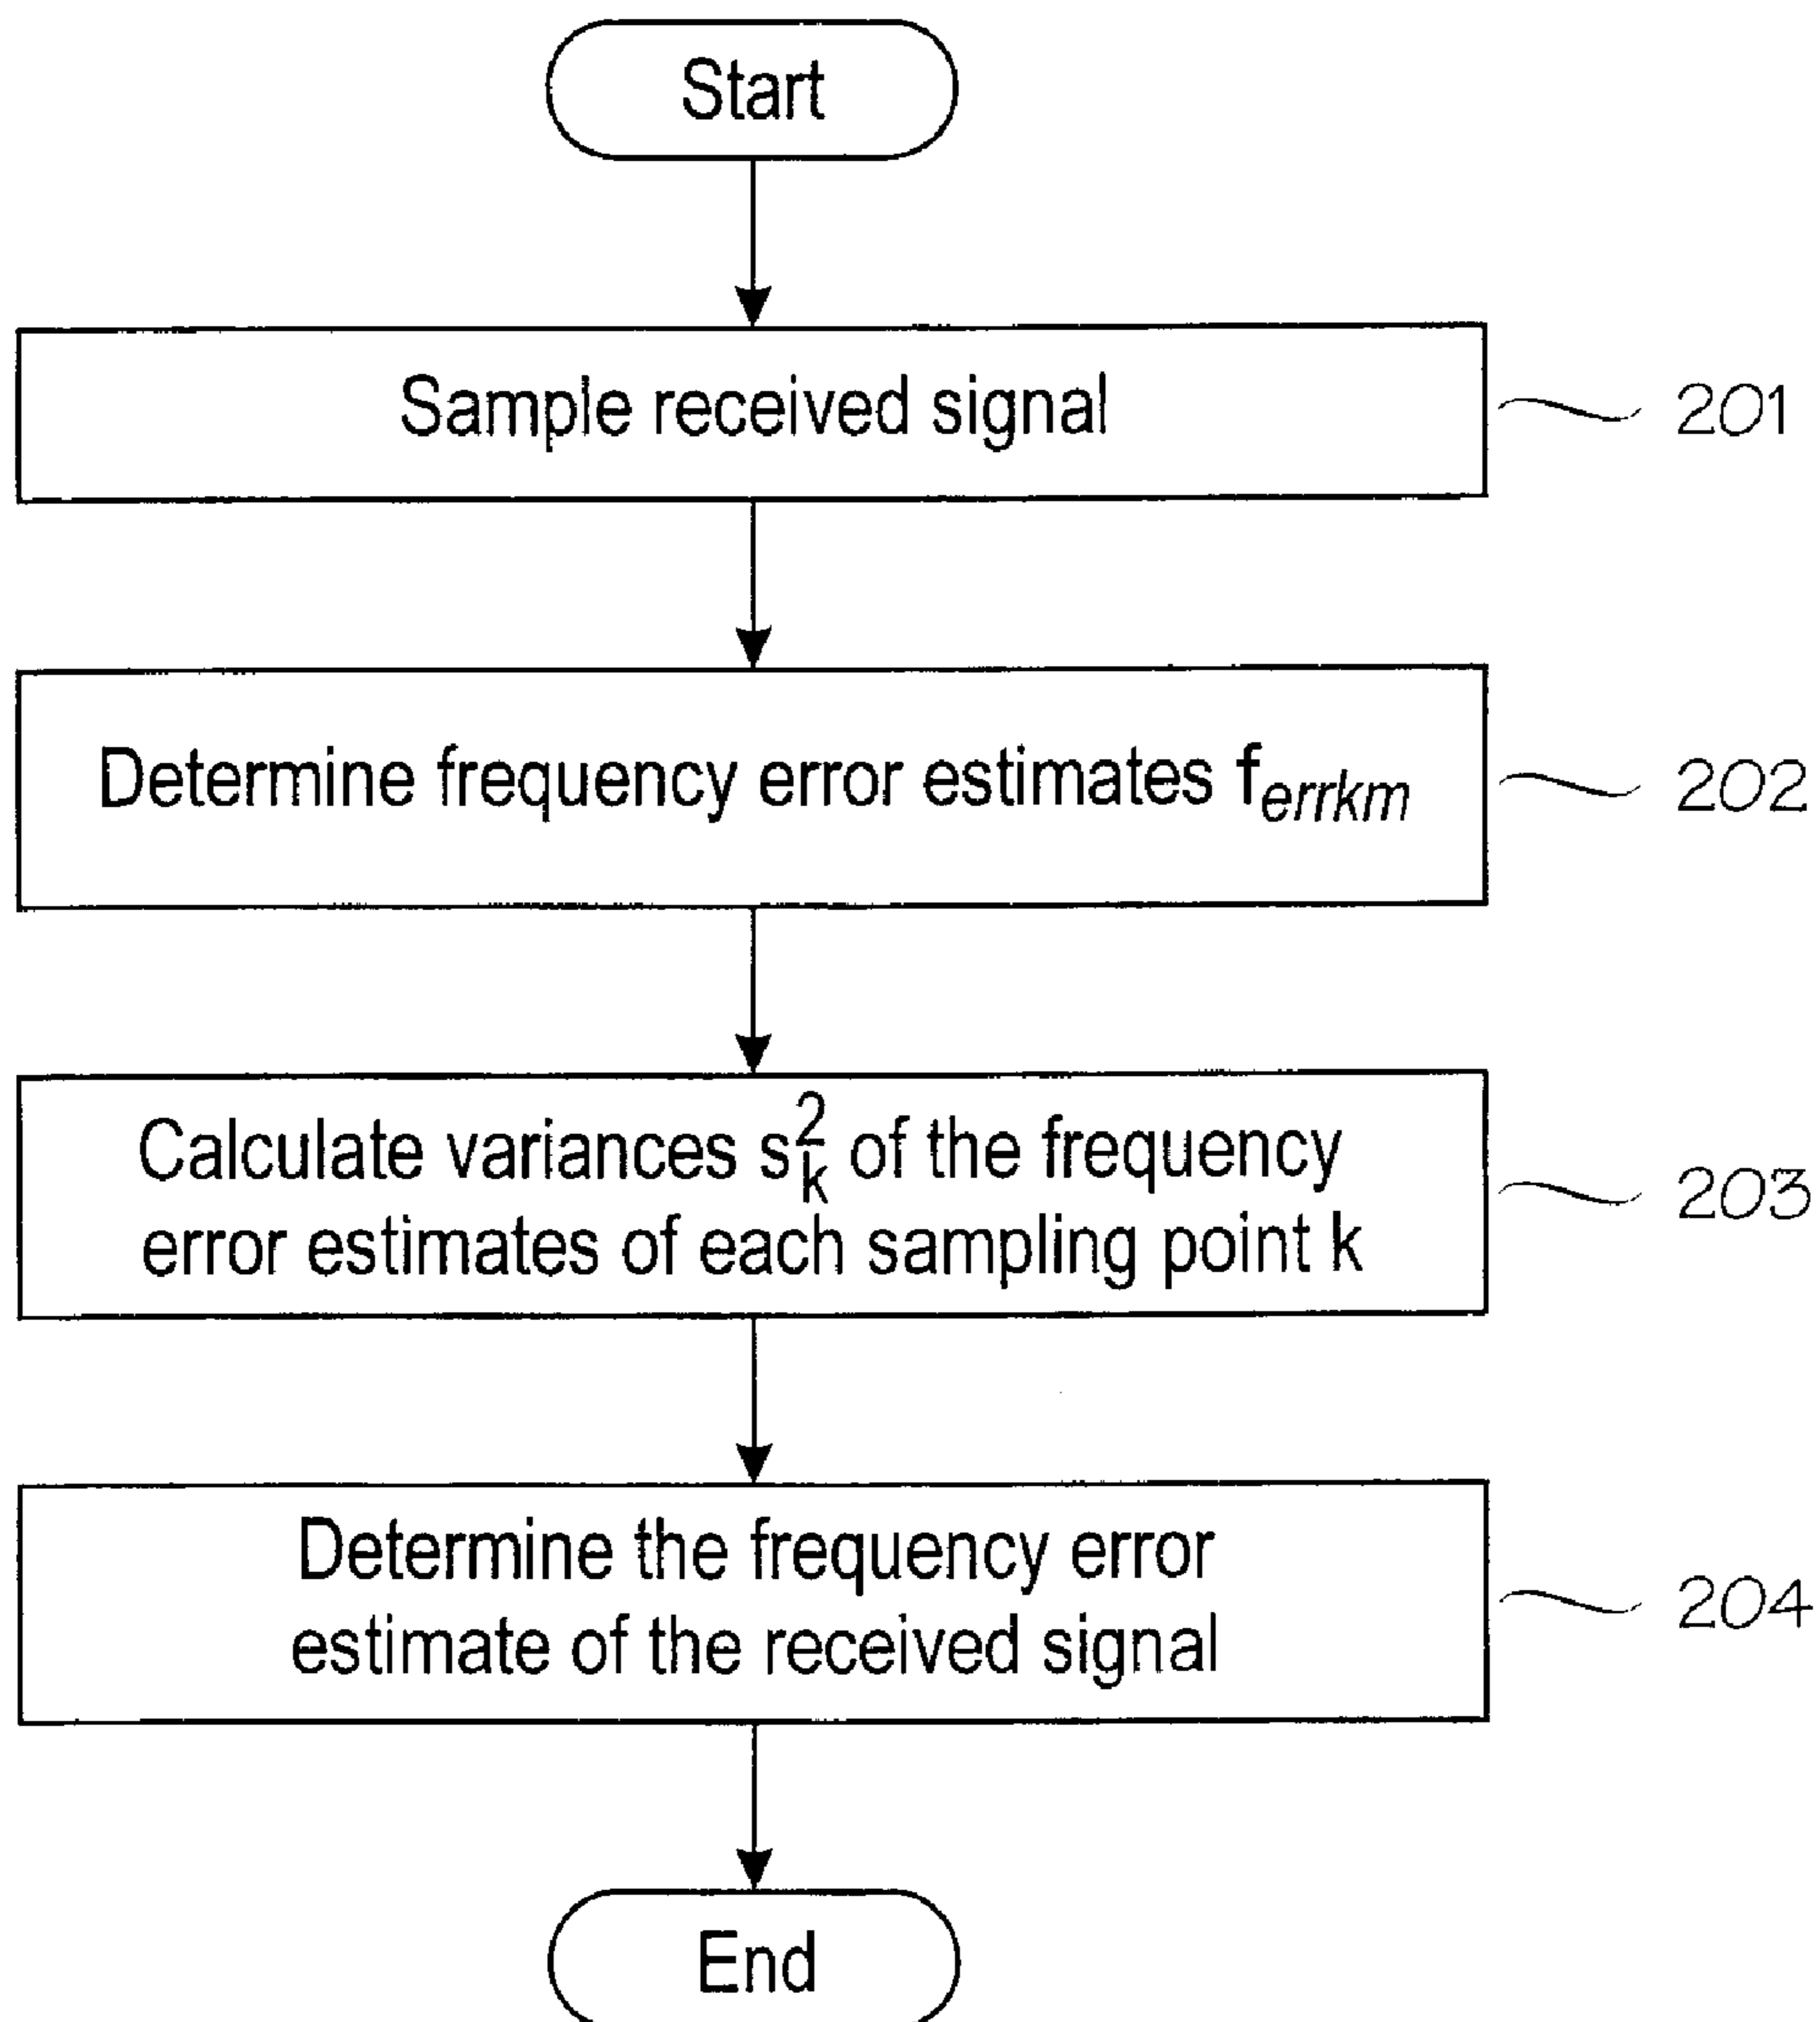 Start
Sample received signal
201
Determine frequency error estimates f_errkm
202
Calculate variances s_k^2 of the frequency
error estimates of each sampling point k
203
Determine the frequency error
estimate of the received signal
204
End